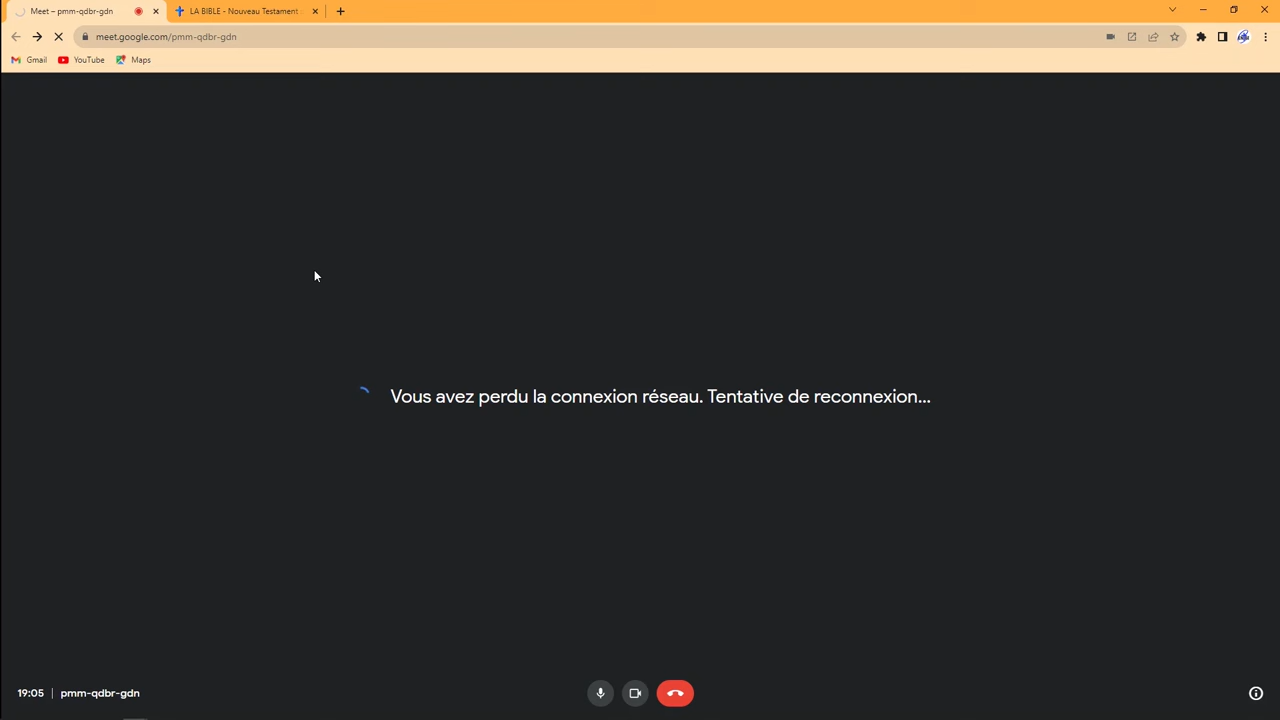 Meet – pmm-qdbr-gdn
LA BIBLE - Nouveau Testament
meet.google.com/pmm-qdbr-gdn
Gmail
YouTube
Maps
Vous avez perdu la connexion réseau. Tentative de reconnexion...
19:05 | pmm-qdbr-gdn